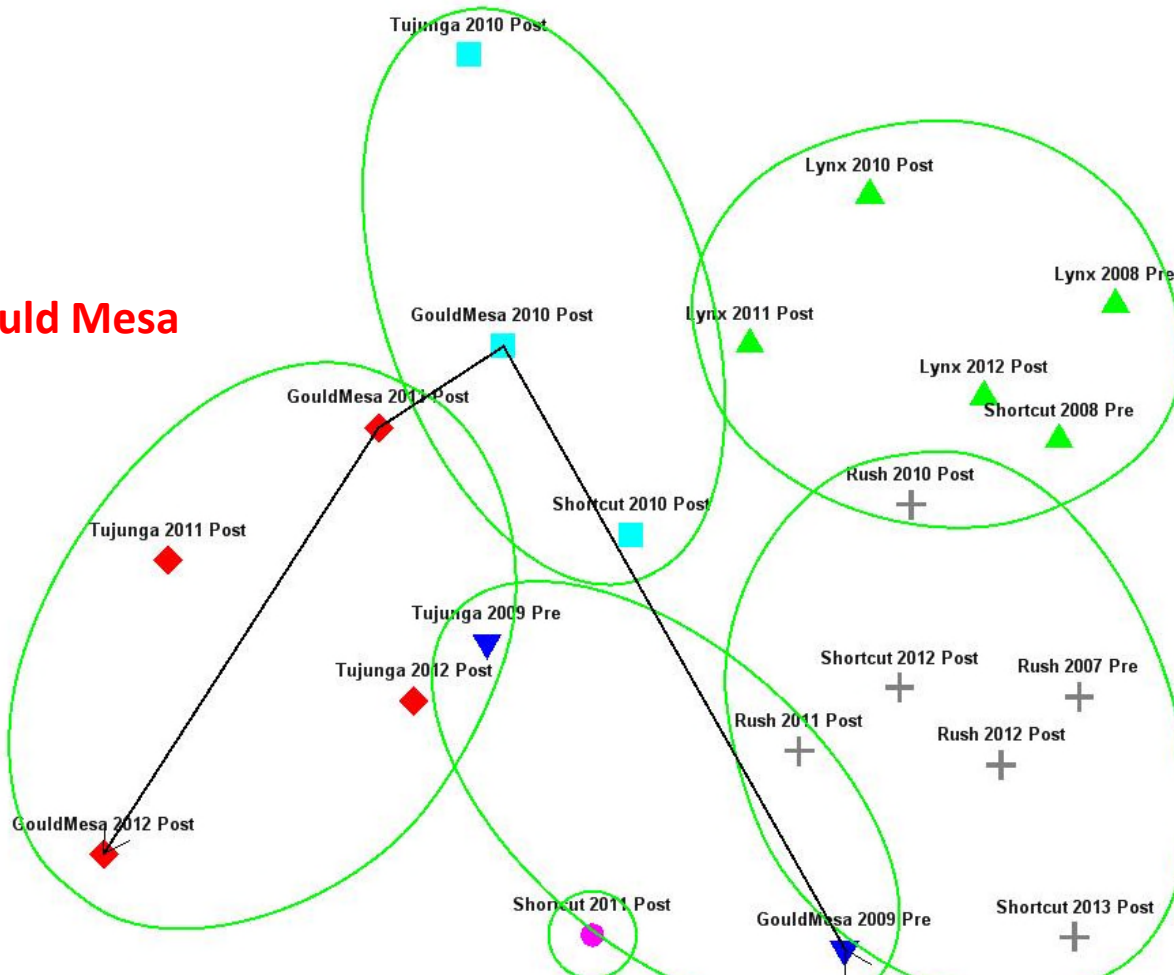 Tujunga 2010 Post
Lynx 2010 Post
Lynx 2008 Pre
uld Mesa
GouldMesa 2010 Post
Lynx 2011 Post
Lynx 2012 Post
GouldMesa 2011 Post
Shortcut 2008 Pre
Rush 2010 Post
Shortcut 2010 Post
Tujunga 2011 Post
Tujunga 2009 Pre
Tujunga 2012 Post
Shortcut 2012 Post
Rush 2007 Pre
Rush 2011 Post
Rush 2012 Post
GouldMesa 2012 Post
Shortcut 2011 Post
GouldMesa 2009 Pre
Shortcut 2013 Post